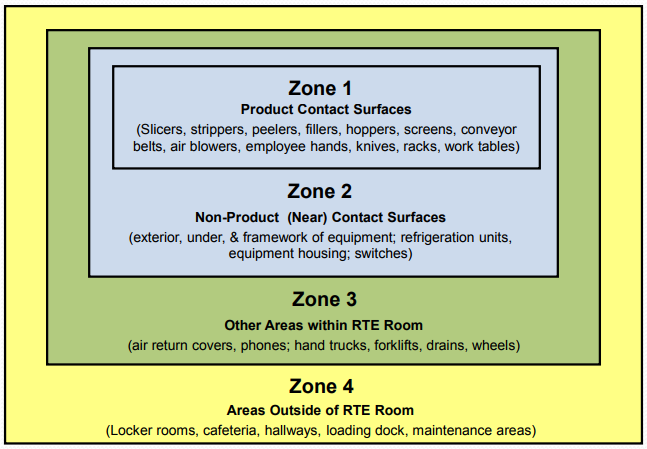 Zone 1
Product Contact Surfaces
(Slicers, strippers, peelers, fillers, hoppers, screens, conveyor
belts, air blowers, employee hands, knives, racks, work tables)
Zone 2
Non-Product (Near) Contact Surfaces
(exterior, under, & framework of equipment; refrigeration units,
equipment housing; switches)
Zone 3
Other Areas within RTE Room
(air return covers, phones; hand trucks, forklifts, drains, wheels)
Zone 4
Areas Outside of RTE Room
(Locker rooms, cafeteria, hallways, loading dock, maintenance areas)